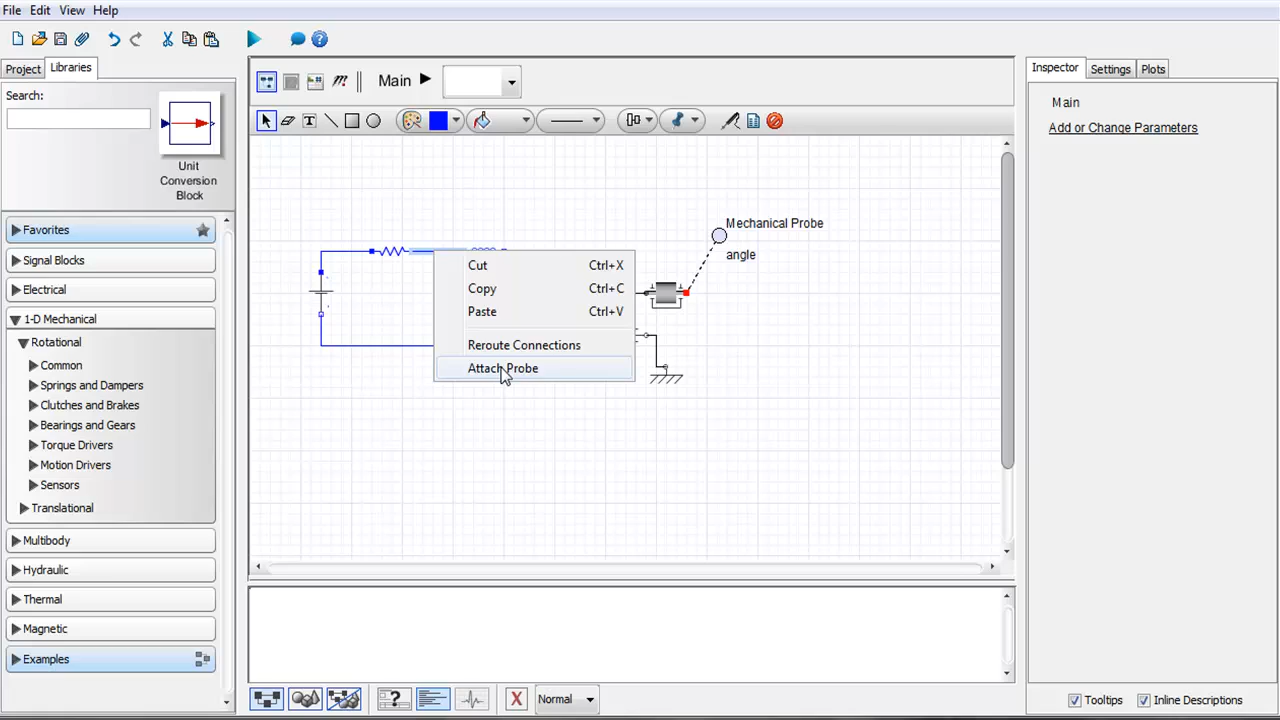 File Edit View Help
Project Libraries
Search:
Unit
Conversion
Block
Favorites
Signal Blocks
Electrical
1-D Mechanical
Rotational
Common
Springs and Dampers
Clutches and Brakes
Bearings and Gears
Torque Drivers
Motion Drivers
Sensors
Translational
Multibody
Hydraulic
Thermal
Magnetic
Examples
Main
Mechanical Probe
angle
Cut Ctrl+X
Copy Ctrl+C
Paste Ctrl+V
Reroute Connections
Attach Probe
Normal
Inspector Settings Plots
Main
Add or Change Parameters
Tooltips Inline Descriptions